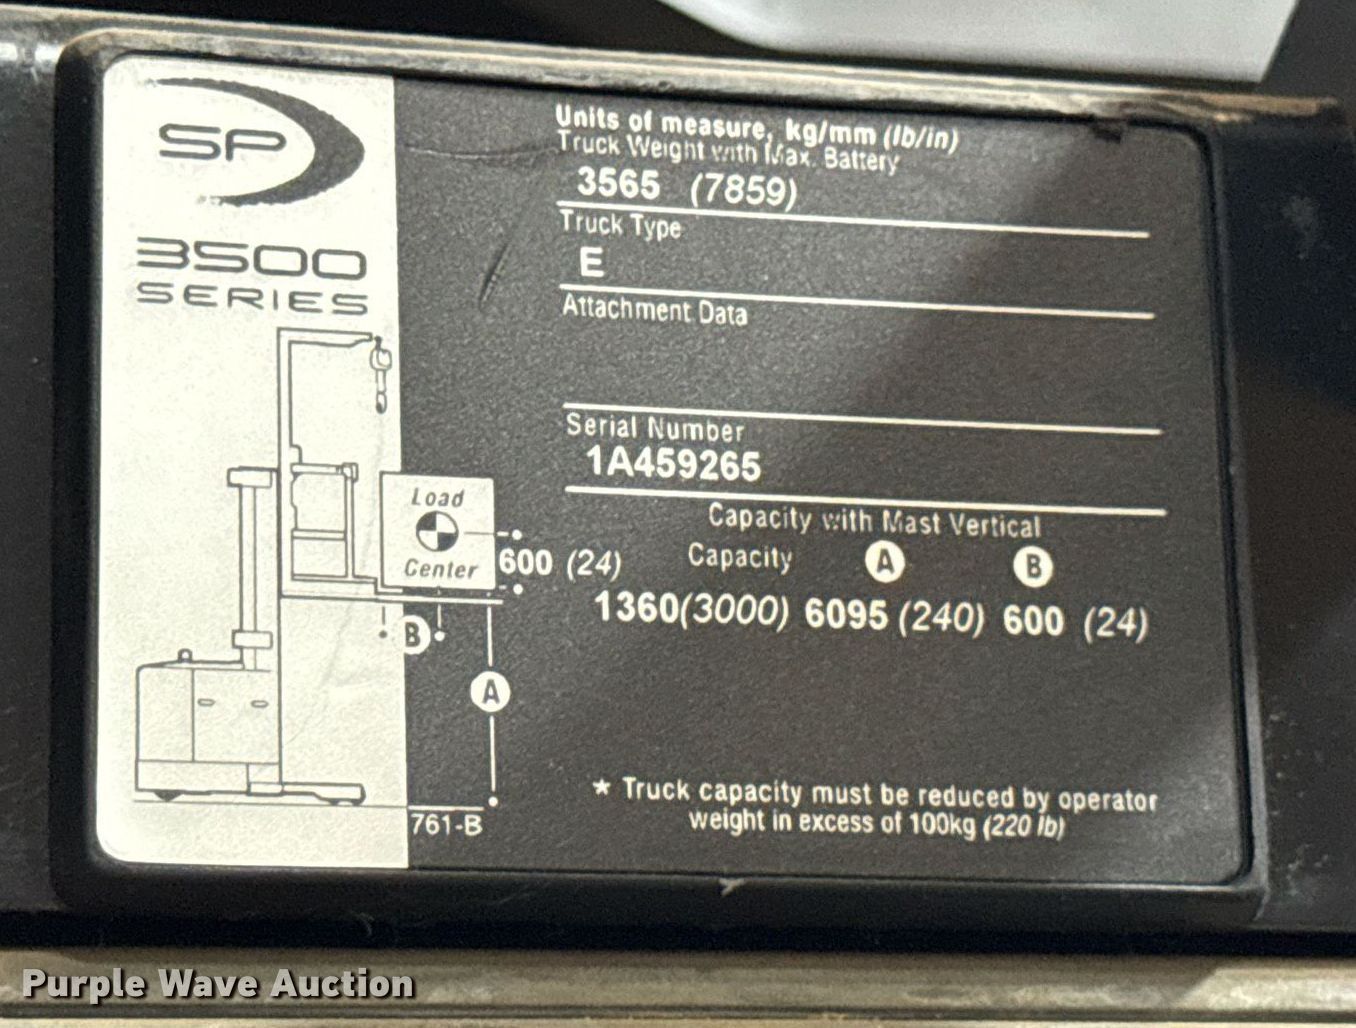 SP
3500
SERIES
Units of measure, kg/mm (lb/in)
Truck Weight with Max. Battery
3565 (7859)
Truck Type
E
Attachment Data
Serial Number
1A459265
Capacity with Mast Vertical
Capacity A B
1360(3000) 6095 (240) 600 (24)
Load
Center
600 (24)
B
A
761-B
* Truck capacity must be reduced by operator
weight in excess of 100kg (220 lb)
Purple Wave Auction